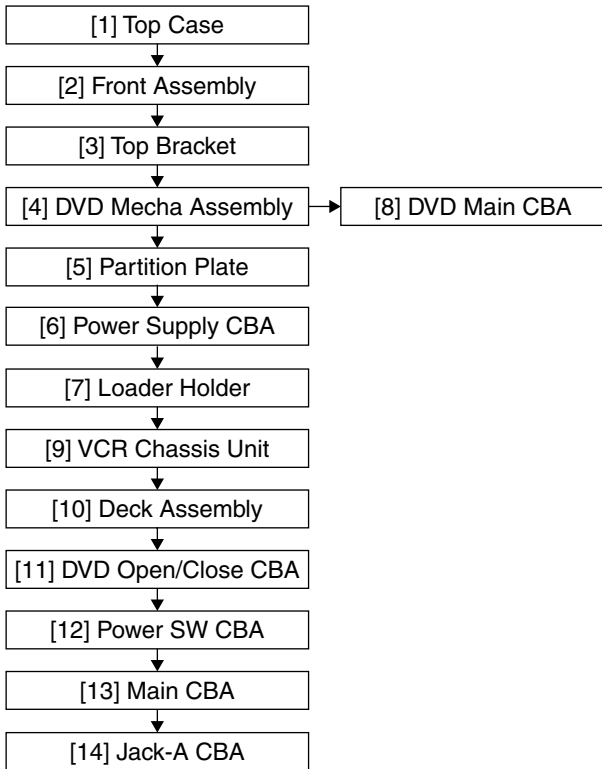 [1] Top Case
[2] Front Assembly
[3] Top Bracket
[4] DVD Mecha Assembly
[8] DVD Main CBA
[5] Partition Plate
[6] Power Supply CBA
[7] Loader Holder
[9] VCR Chassis Unit
[10] Deck Assembly
[11] DVD Open/Close CBA
[12] Power SW CBA
[13] Main CBA
[14] Jack-A CBA